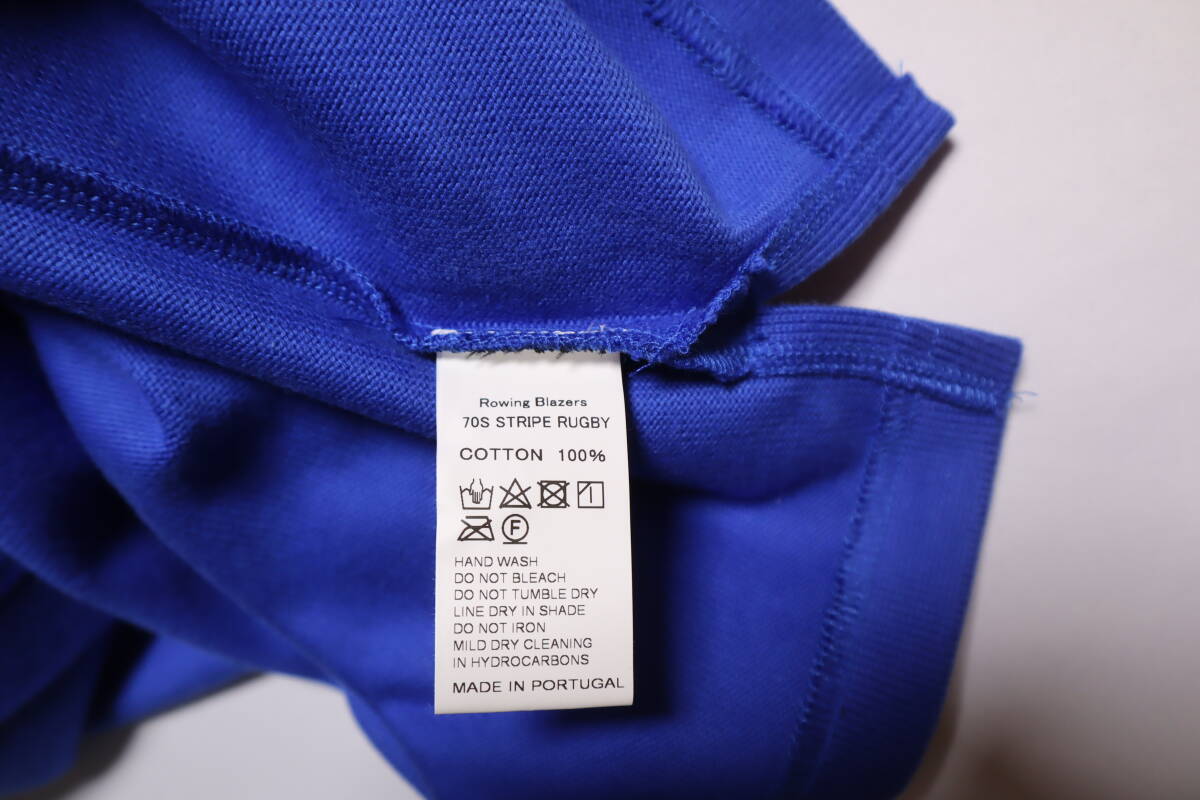 Rowing Blazers
70S STRIPE RUGBY
COTTON 100%
F
HAND WASH
DO NOT BLEACH
DO NOT TUMBLE DRY
LINE DRY IN SHADE
DO NOT IRON
MILD DRY CLEANING
IN HYDROCARBONS
MADE IN PORTUGAL